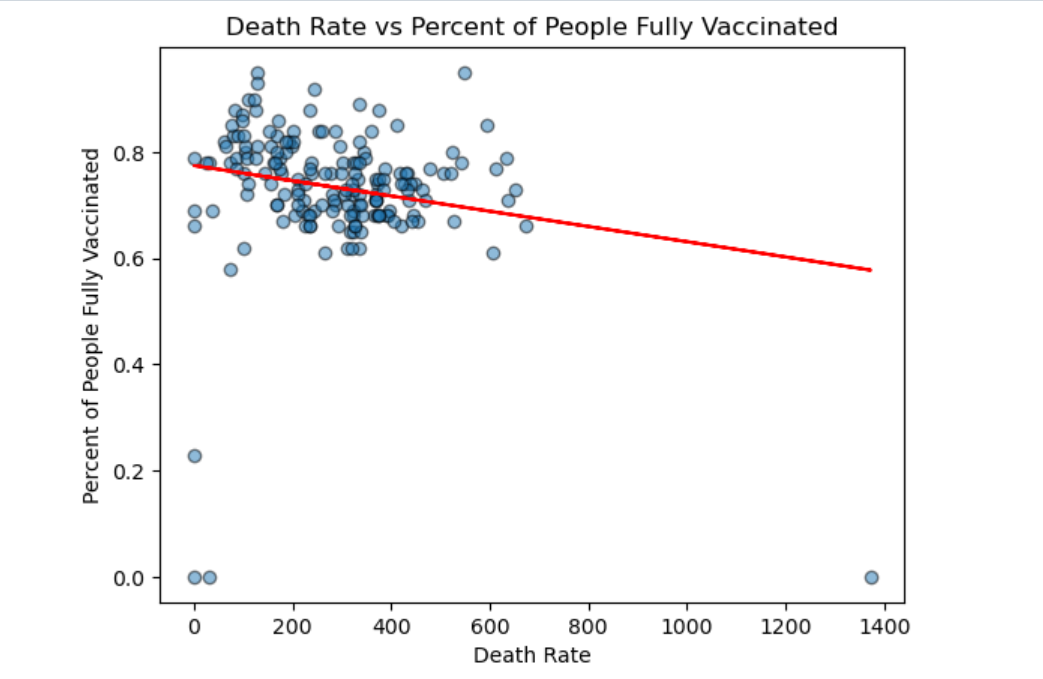 Death Rate vs Percent of People Fully Vaccinated
Percent of People Fully Vaccinated
0.8
0.6
0.4
0.2
0.0
0 200 400 600 800 1000 1200 1400
Death Rate